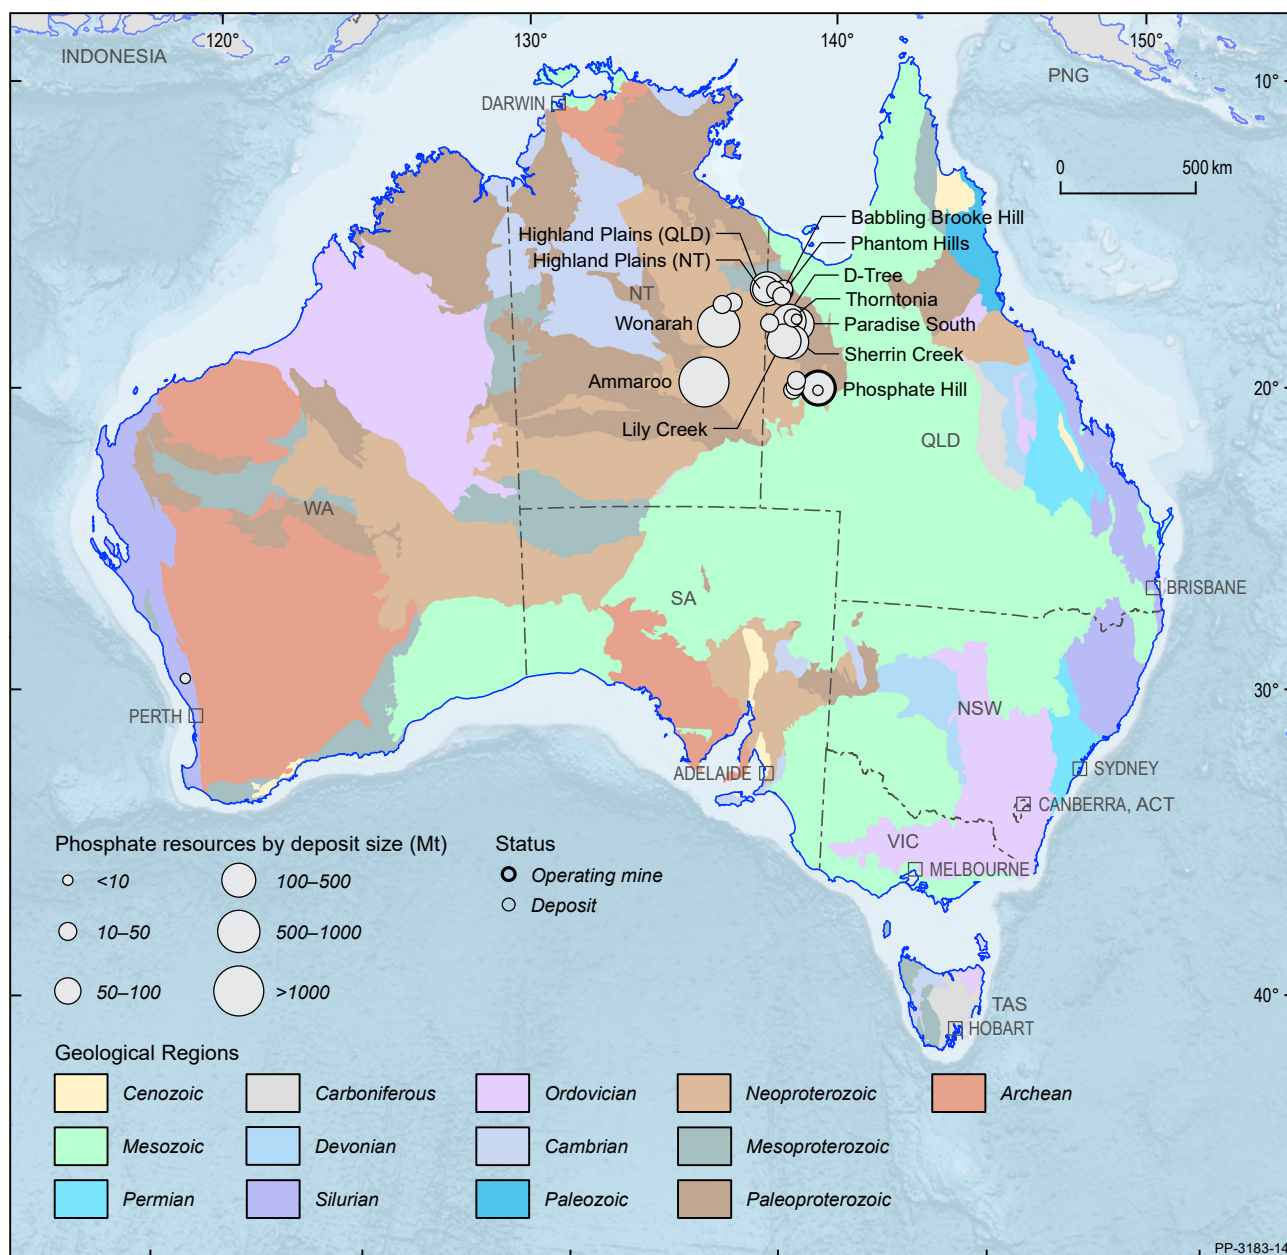 120°
130°
140°
150°
INDONESIA
PNG
10°
DARWIN
0
500 km
Babbling Brooke Hill
Highland Plains (QLD)
Phantom Hills
Highland Plains (NT)
D-Tree
NT
Thorntonia
Wonarah
Paradise South
Sherrin Creek
Ammaroo
Phosphate Hill
20°
Lily Creek
QLD
WA
SA
BRISBANE
30°
PERTH
NSW
ADELAIDE
SYDNEY
CANBERRA, ACT
VIC
MELBOURNE
Phosphate resources by deposit size (Mt)
<10
100–500
10–50
500–1000
50–100
>1000
Status
Operating mine
Deposit
40°
TAS
HOBART
Geological Regions
Cenozoic
Carboniferous
Ordovician
Neoproterozoic
Archean
Mesozoic
Devonian
Cambrian
Mesoproterozoic
Permian
Silurian
Paleozoic
Paleoproterozoic
PP-3183-14